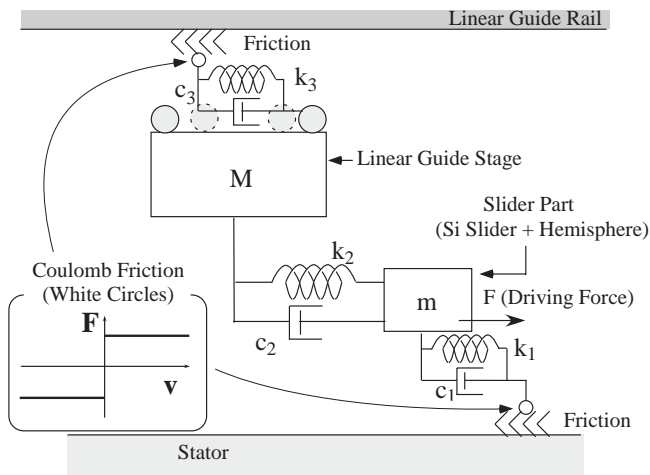 Linear Guide Rail
Friction
k3
c3
M
Linear Guide Stage
Slider Part
(Si Slider + Hemisphere)
k2
m
F (Driving Force)
c2
k1
c1
Coulomb Friction
(White Circles)
F
v
Friction
Stator